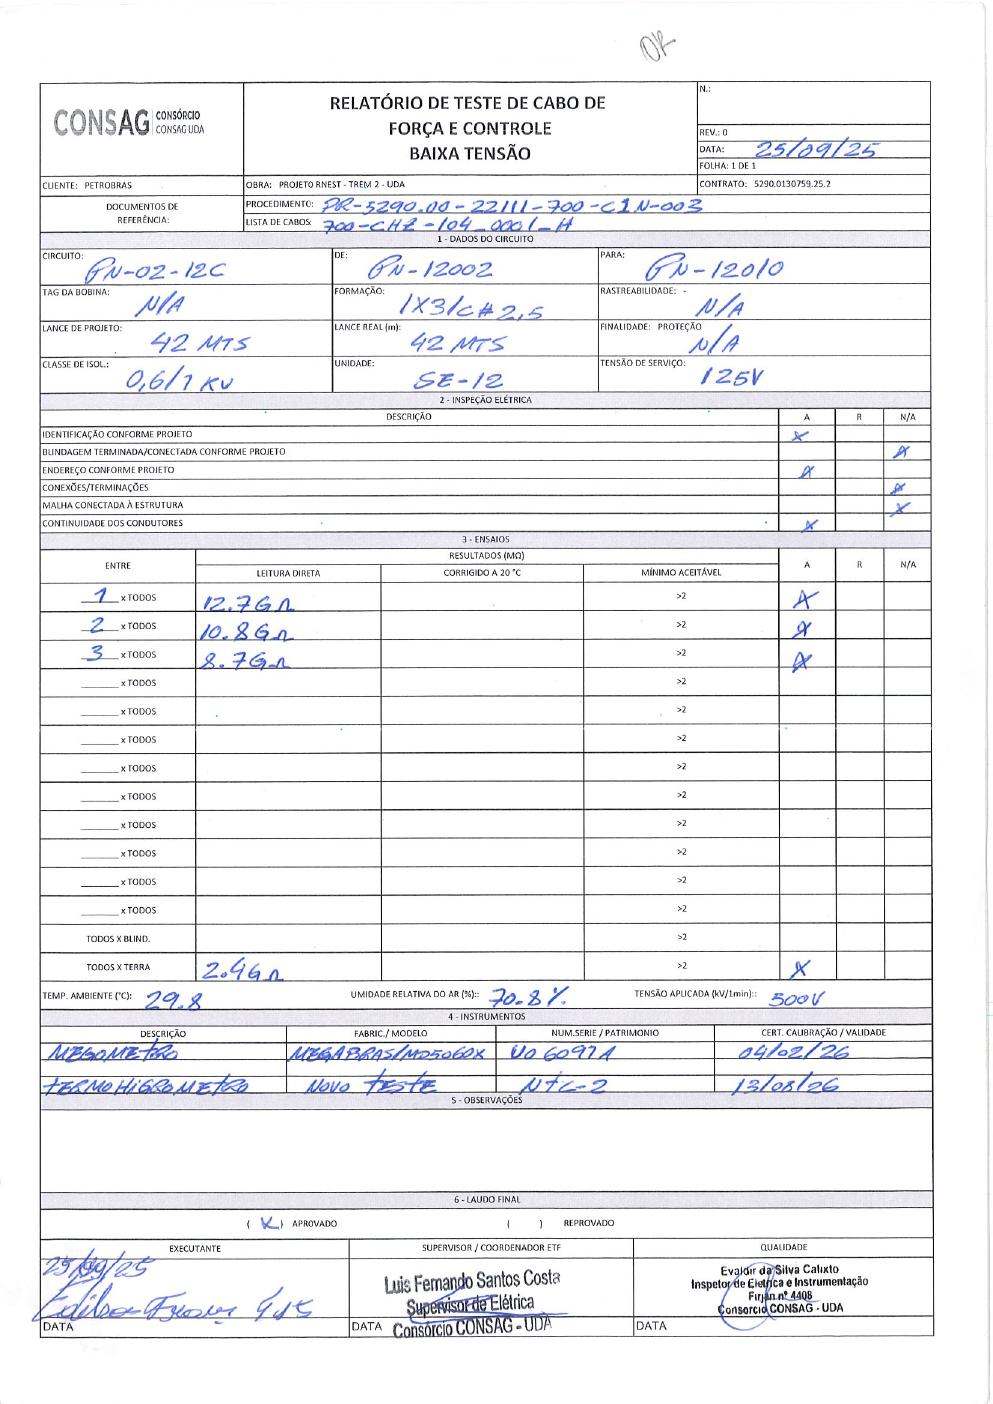 OK
CONSAG CONSÓRCIO CONSAG UDA
RELATÓRIO DE TESTE DE CABO DE
FORÇA E CONTROLE
BAIXA TENSÃO
N.:
REV.: 0
DATA: 25/09/25
FOLHA: 1 DE 1
CLIENTE: PETROBRAS OBRA: PROJETO RNEST - TREM 2 - UDA CONTRATO: 5290.0130759.25.2
DOCUMENTOS DE REFERÊNCIA:
PROCEDIMENTO: PR-5290.00-22111-700-C1N-003
LISTA DE CABOS: 700-CHZ-104_0001_H
1 - DADOS DO CIRCUITO
CIRCUITO: PN-02-12C DE: PN-12002 PARA: PN-12010
TAG DA BOBINA: N/A FORMAÇÃO: 1X3/C#2,5 RASTREABILIDADE: - N/A
LANCE DE PROJETO: 42 MTS LANCE REAL (m): 42 MTS FINALIDADE: PROTEÇÃO N/A
CLASSE DE ISOL.: 0,6/1 KV UNIDADE: SE-12 TENSÃO DE SERVIÇO: 125V
2 - INSPEÇÃO ELÉTRICA
DESCRIÇÃO A R N/A
IDENTIFICAÇÃO CONFORME PROJETO X
BLINDAGEM TERMINADA/CONECTADA CONFORME PROJETO X
ENDEREÇO CONFORME PROJETO X
CONEXÕES/TERMINAÇÕES X
MALHA CONECTADA À ESTRUTURA X
CONTINUIDADE DOS CONDUTORES X
3 - ENSAIOS
ENTRE RESULTADOS (MΩ) A R N/A
LEITURA DIRETA CORRIGIDO A 20 °C MÍNIMO ACEITÁVEL
1 x TODOS 12.7GΩ >2 X
2 x TODOS 10.8GΩ >2 X
3 x TODOS 8.7GΩ >2 X
x TODOS >2
x TODOS >2
x TODOS >2
x TODOS >2
x TODOS >2
x TODOS >2
x TODOS >2
x TODOS >2
x TODOS >2
TODOS X BLIND. >2
TODOS X TERRA 2.4GΩ >2 X
TEMP. AMBIENTE (°C): 29.8 UMIDADE RELATIVA DO AR (%):: 70.8% TENSÃO APLICADA (kV/1min):: 500V
4 - INSTRUMENTOS
DESCRIÇÃO FABRIC./ MODELO NUM.SERIE / PATRIMONIO CERT. CALIBRAÇÃO / VALIDADE
MEGOMETRO MEGABRAS/MD5060X UO 6097A 04/02/26
TERMOHIGROMETRO NOVO TESTE NTC-2 13/08/26
5 - OBSERVAÇÕES
6 - LAUDO FINAL
( X ) APROVADO ( ) REPROVADO
EXECUTANTE SUPERVISOR / COORDENADOR ETF QUALIDADE
25/09/25
Luis Fernando Santos Costa
Supervisor de Elétrica
Consórcio CONSAG - UDA
Evaldir da Silva Calixto
Inspetor de Elétrica e Instrumentação
Firjan nº 4408
Consorcio CONSAG - UDA
DATA DATA DATA